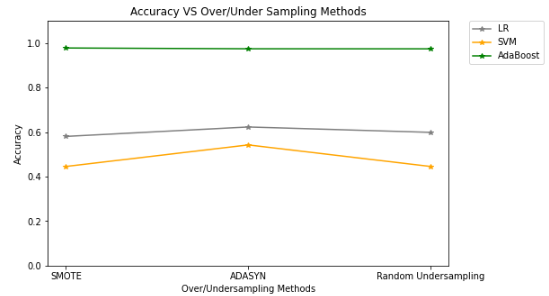 Accuracy VS Over/Under Sampling Methods
LR
SVM
AdaBoost
Accuracy
1.0
0.8
0.6
0.4
0.2
0.0
SMOTE
ADASYN
Random Undersampling
Over/Undersampling Methods